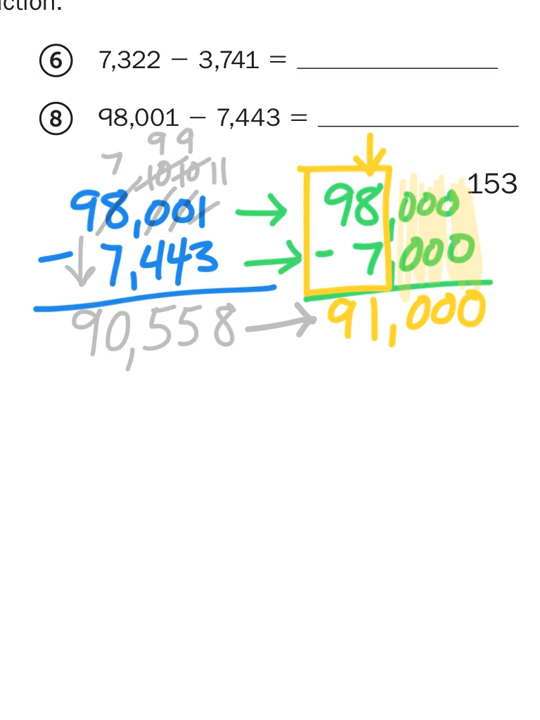 ction.
6 7,322 − 3,741 = ________
8 98,001 − 7,443 = ________
9 9
7 10 10 11
98,001 → 98,000
153
− 7,443 → - 7,000
90,558 → 91,000